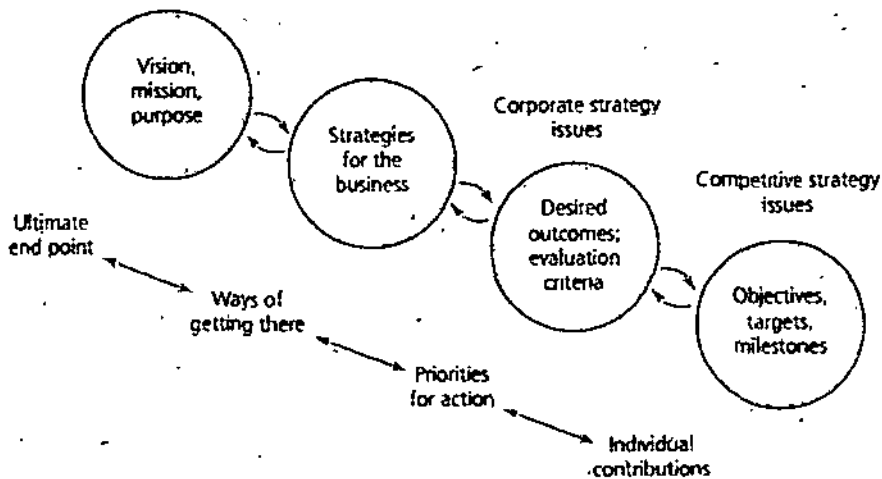 Vision,
mission,
purpose
Strategies
for the
business
Corporate strategy
issues
Desired
outcomes;
evaluation
criteria
Competitive strategy
issues
Objectives,
targets,
milestones
Ultimate
end point
Ways of
getting there
Priorities
for action
Individual
contributions